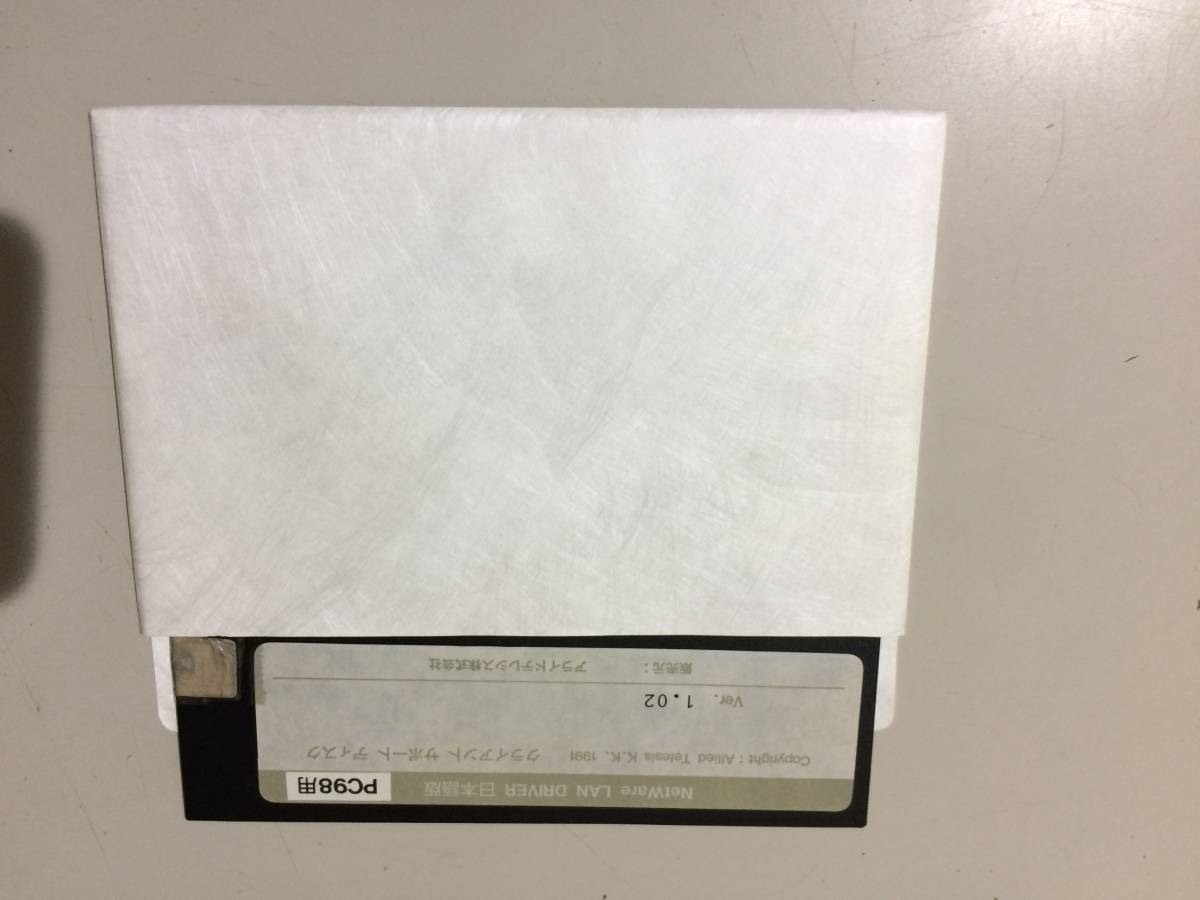 NetWare LAN DRIVER 日本語版 PC98用
Copyright : Allied Telesis K.K. 1991 クライアント サポート ディスク
Ver. 1.02
販売元： アライドテレシス株式会社